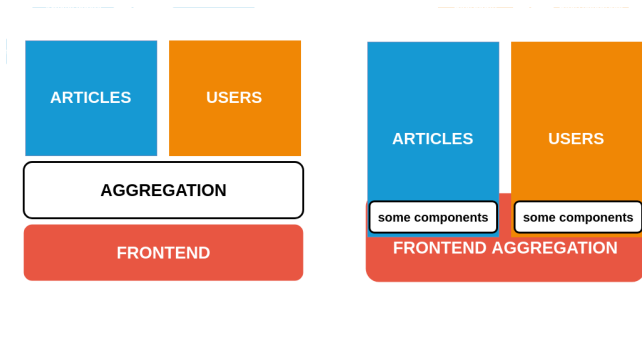 ARTICLES
USERS
AGGREGATION
FRONTEND
ARTICLES
USERS
some components
some components
FRONTEND AGGREGATION